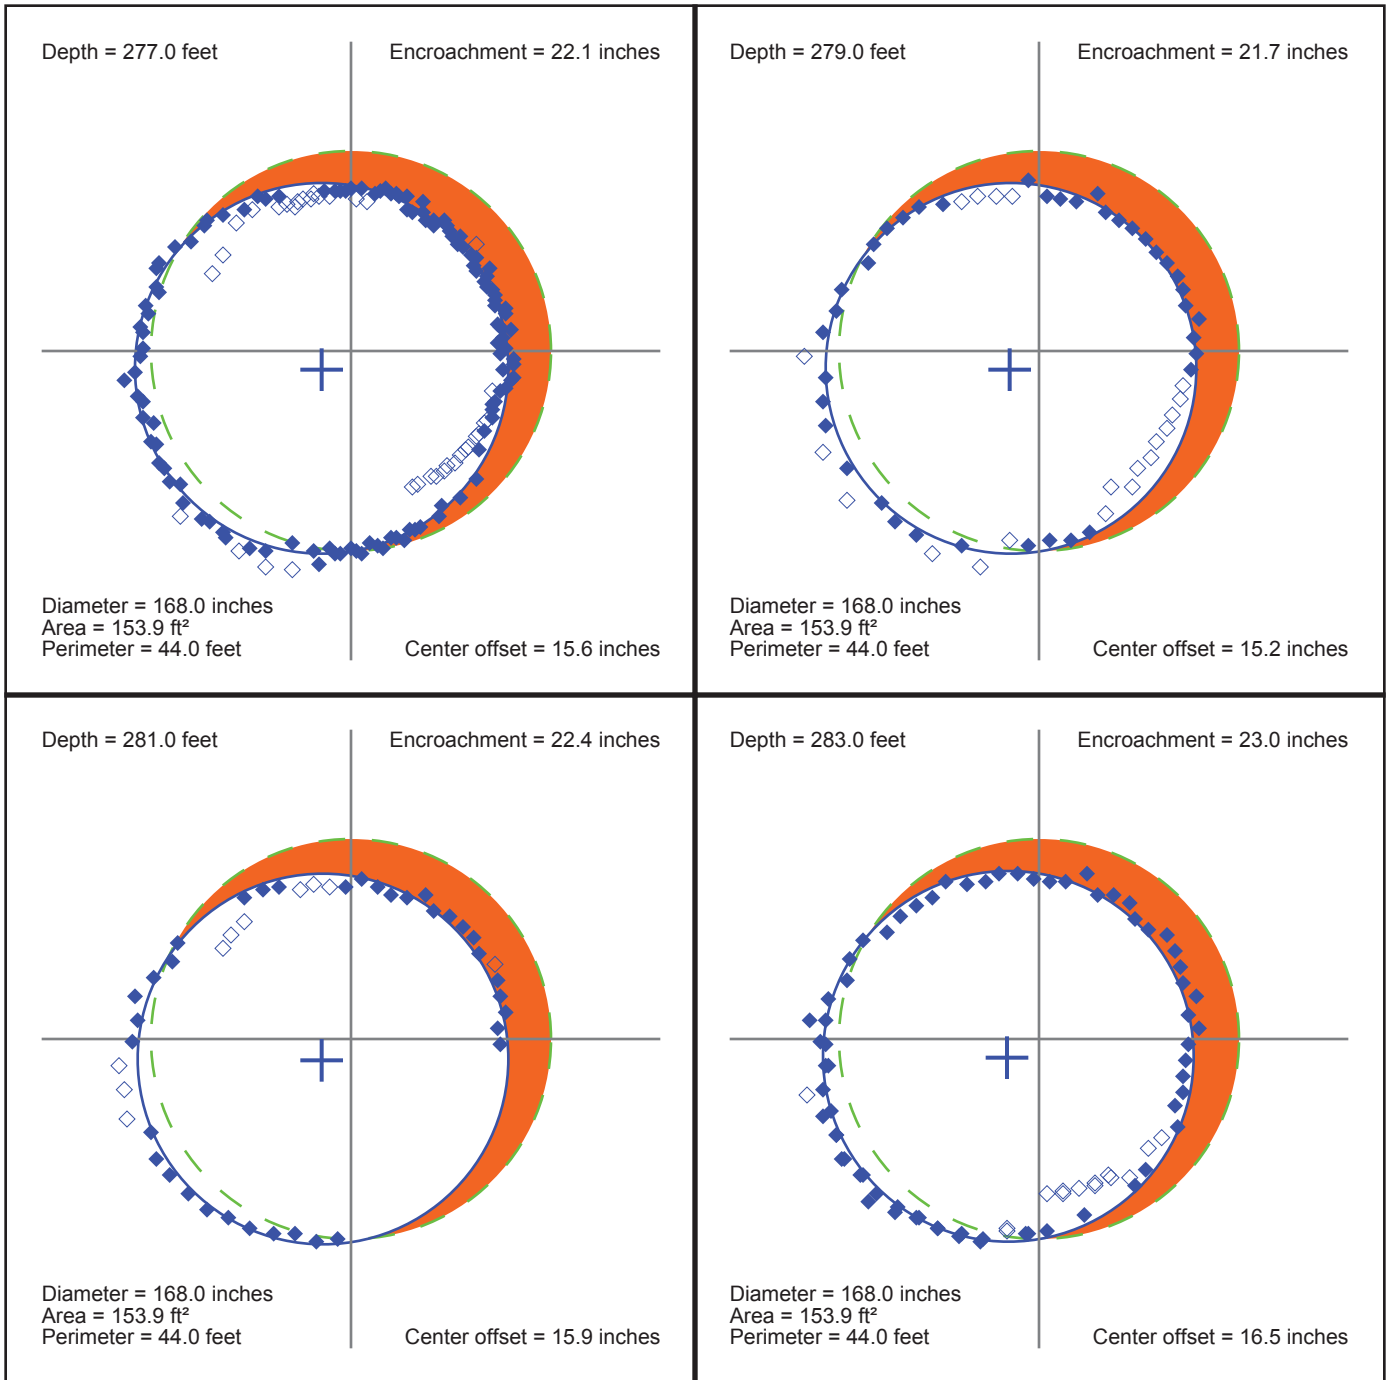 Depth = 277.0 feet
Encroachment = 22.1 inches
Diameter = 168.0 inches
Area = 153.9 ft²
Perimeter = 44.0 feet
Center offset = 15.6 inches
Depth = 279.0 feet
Encroachment = 21.7 inches
Diameter = 168.0 inches
Area = 153.9 ft²
Perimeter = 44.0 feet
Center offset = 15.2 inches
Depth = 281.0 feet
Encroachment = 22.4 inches
Diameter = 168.0 inches
Area = 153.9 ft²
Perimeter = 44.0 feet
Center offset = 15.9 inches
Depth = 283.0 feet
Encroachment = 23.0 inches
Diameter = 168.0 inches
Area = 153.9 ft²
Perimeter = 44.0 feet
Center offset = 16.5 inches